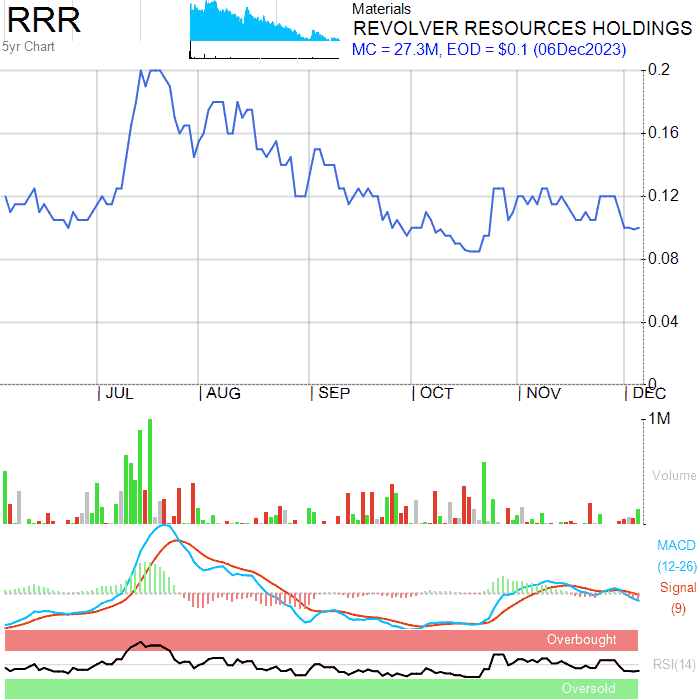 RRR
5yr Chart
Materials
REVOLVER RESOURCES HOLDINGS
MC = 27.3M, EOD = $0.1 (06Dec2023)
0.2
0.16
0.12
0.08
0.04
0
JUL AUG SEP OCT NOV DEC
1M
Volume
MACD
(12-26)
Signal
(9)
Overbought
RSI(14)
Oversold